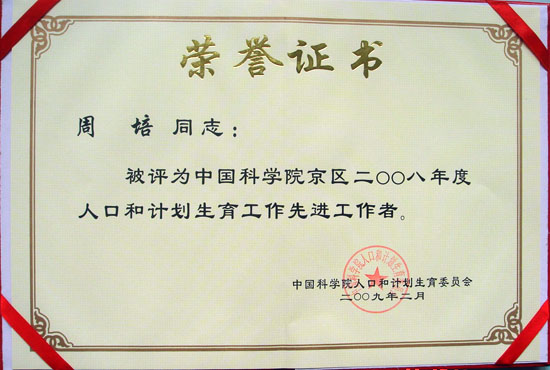 荣誉证书
周 培 同志：
被评为中国科学院京区二〇〇八年度
人口和计划生育工作先进工作者。
中国科学院人口和计划生育委员会
二〇〇九年二月